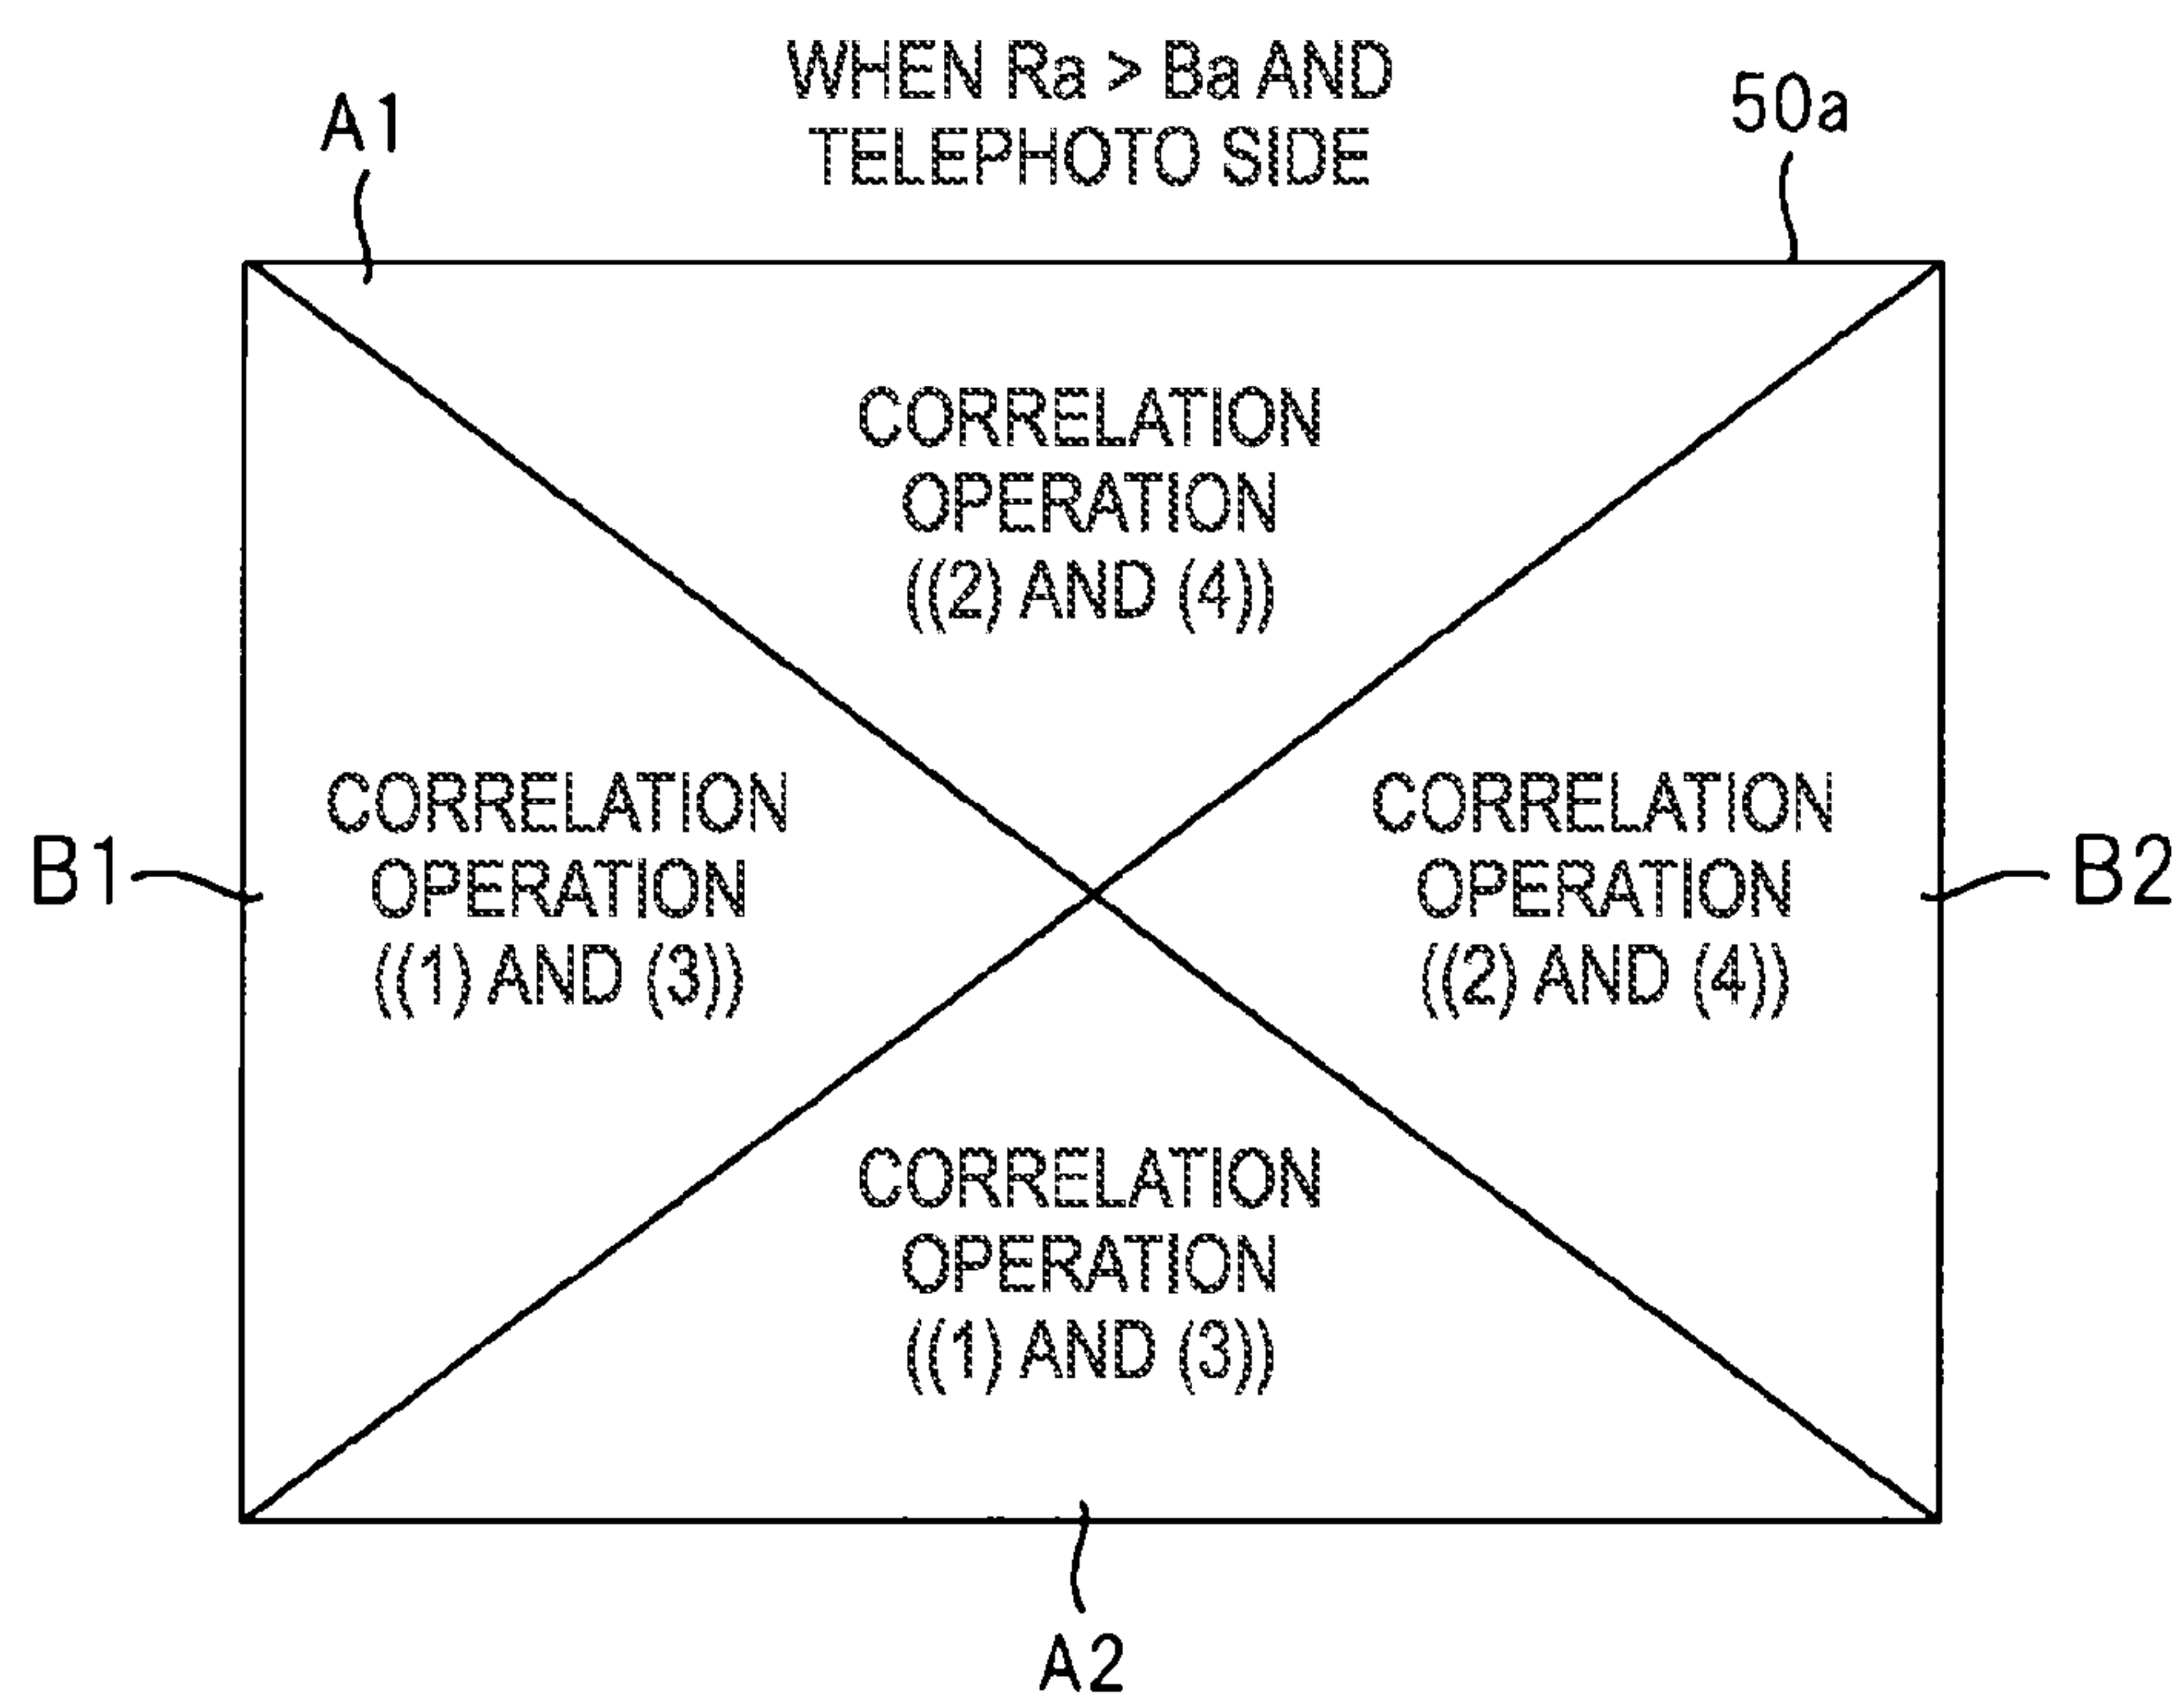 WHEN Ra > Ba AND
TELEPHOTO SIDE
A1
50a
CORRELATION
OPERATION
((2) AND (4))
B1
CORRELATION
OPERATION
((1) AND (3))
CORRELATION
OPERATION
((2) AND (4))
B2
CORRELATION
OPERATION
((1) AND (3))
A2